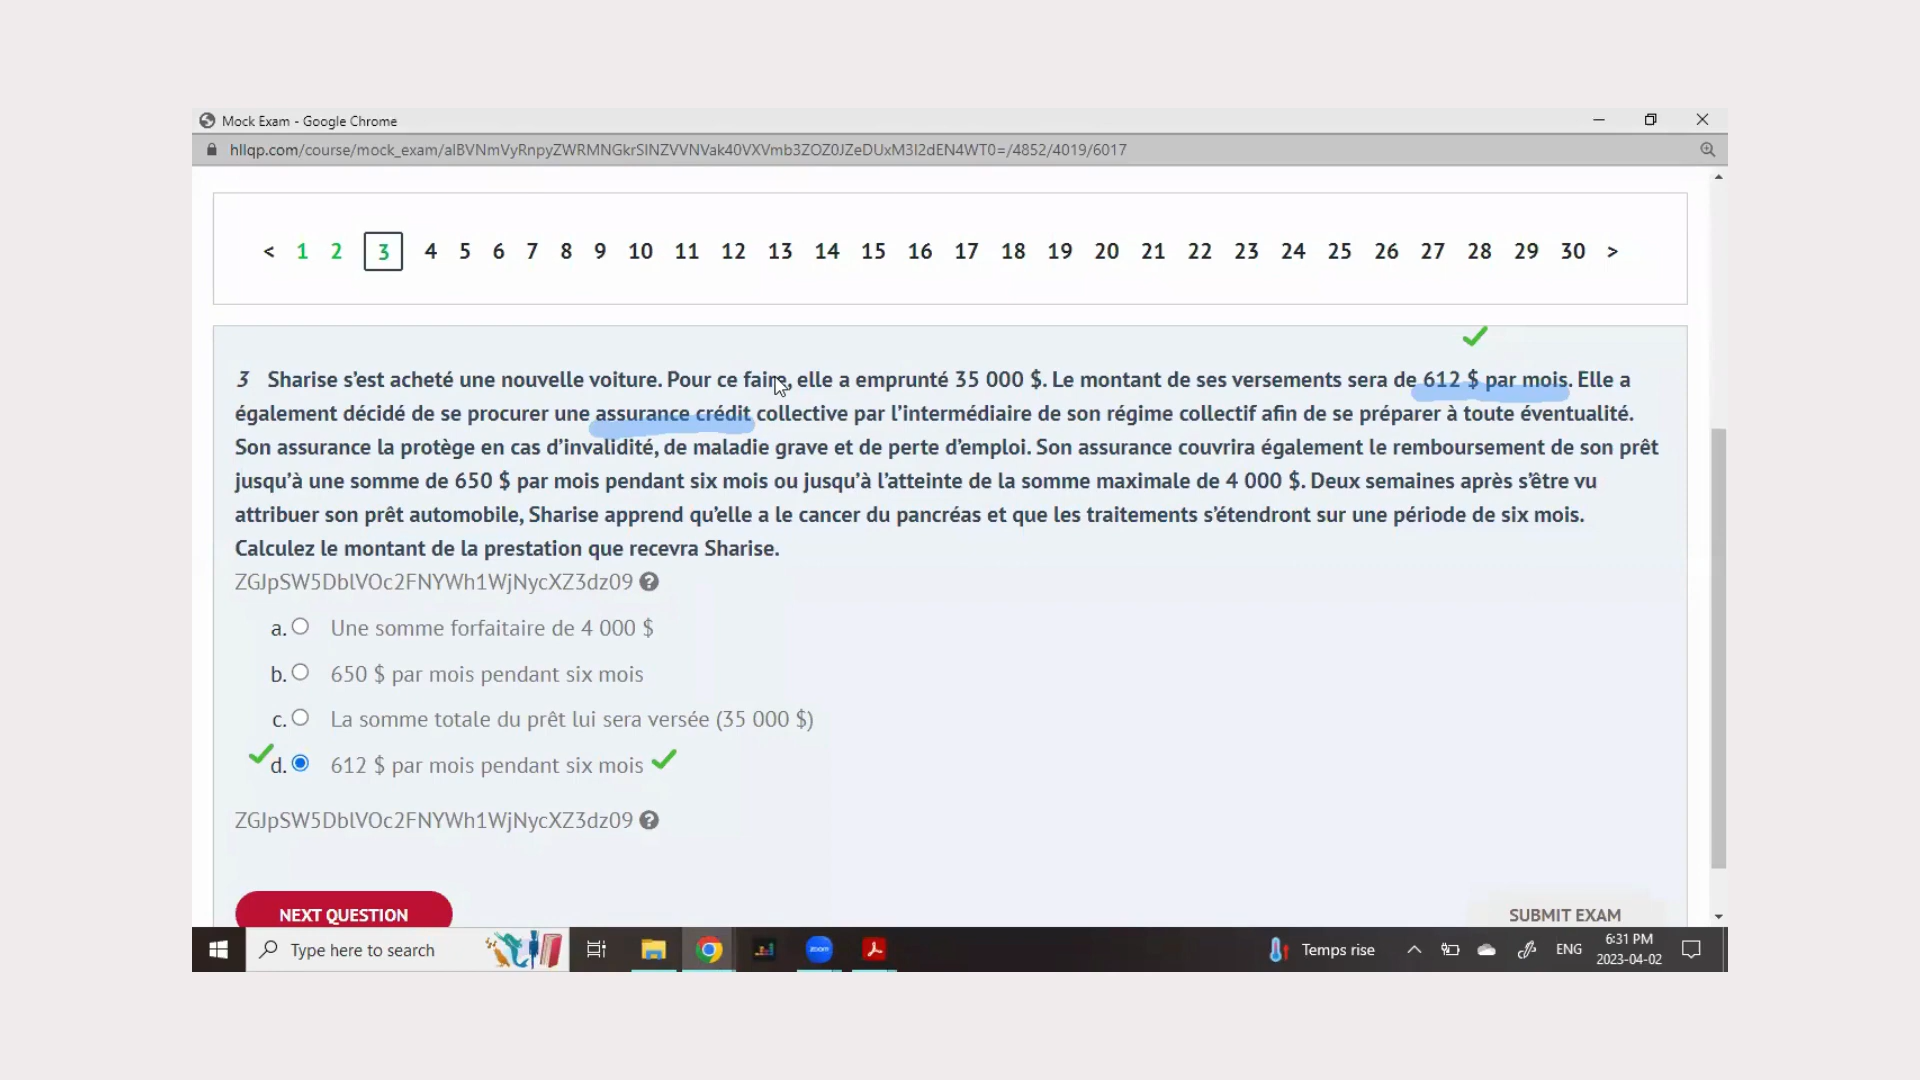 Mock Exam - Google Chrome
hllqp.com/course/mock_exam/alBVNmVyRnpyZWRMNGkrSlNZVVNVak40VXVmb3ZOZ0JZeDUxM3I2dEN4WT0=/4852/4019/6017
< 1 2 3 4 5 6 7 8 9 10 11 12 13 14 15 16 17 18 19 20 21 22 23 24 25 26 27 28 29 30 >
3 Sharise s’est acheté une nouvelle voiture. Pour ce faire, elle a emprunté 35 000 $. Le montant de ses versements sera de 612 $ par mois. Elle a
également décidé de se procurer une assurance crédit collective par l’intermédiaire de son régime collectif afin de se préparer à toute éventualité.
Son assurance la protège en cas d’invalidité, de maladie grave et de perte d’emploi. Son assurance couvrira également le remboursement de son prêt
jusqu’à une somme de 650 $ par mois pendant six mois ou jusqu’à l’atteinte de la somme maximale de 4 000 $. Deux semaines après s’être vu
attribuer son prêt automobile, Sharise apprend qu’elle a le cancer du pancréas et que les traitements s’étendront sur une période de six mois.
Calculez le montant de la prestation que recevra Sharise.
ZGJpSW5DblVOc2FNYWh1WjNycXZ3dz09 ?
a. Une somme forfaitaire de 4 000 $
b. 650 $ par mois pendant six mois
c. La somme totale du prêt lui sera versée (35 000 $)
d. 612 $ par mois pendant six mois
ZGJpSW5DblVOc2FNYWh1WjNycXZ3dz09 ?
NEXT QUESTION
SUBMIT EXAM
Type here to search
zoom
Temps rise
ENG
6:31 PM
2023-04-02